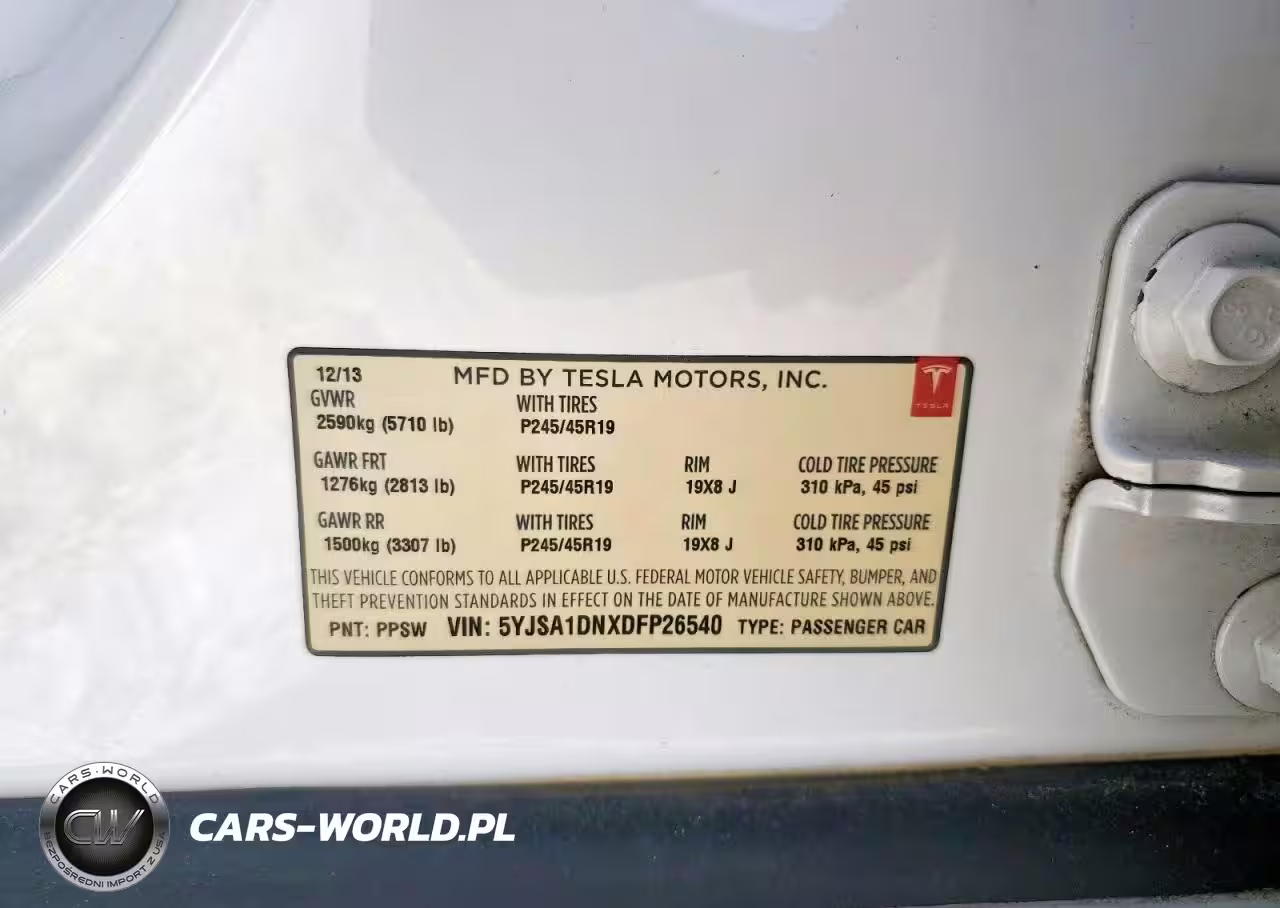 12/13 MFD BY TESLA MOTORS, INC.
TESLA
GVWR WITH TIRES
2590kg (5710 lb) P245/45R19
GAWR FRT WITH TIRES RIM COLD TIRE PRESSURE
1276kg (2813 lb) P245/45R19 19X8 J 310 kPa, 45 psi
GAWR RR WITH TIRES RIM COLD TIRE PRESSURE
1500kg (3307 lb) P245/45R19 19X8 J 310 kPa, 45 psi
THIS VEHICLE CONFORMS TO ALL APPLICABLE U.S. FEDERAL MOTOR VEHICLE SAFETY, BUMPER, AND
THEFT PREVENTION STANDARDS IN EFFECT ON THE DATE OF MANUFACTURE SHOWN ABOVE.
PNT: PPSW VIN: 5YJSA1DNXDFP26540 TYPE: PASSENGER CAR
CARS-WORLD
CW
BEZPOŚREDNI IMPORT Z USA
CARS-WORLD.PL